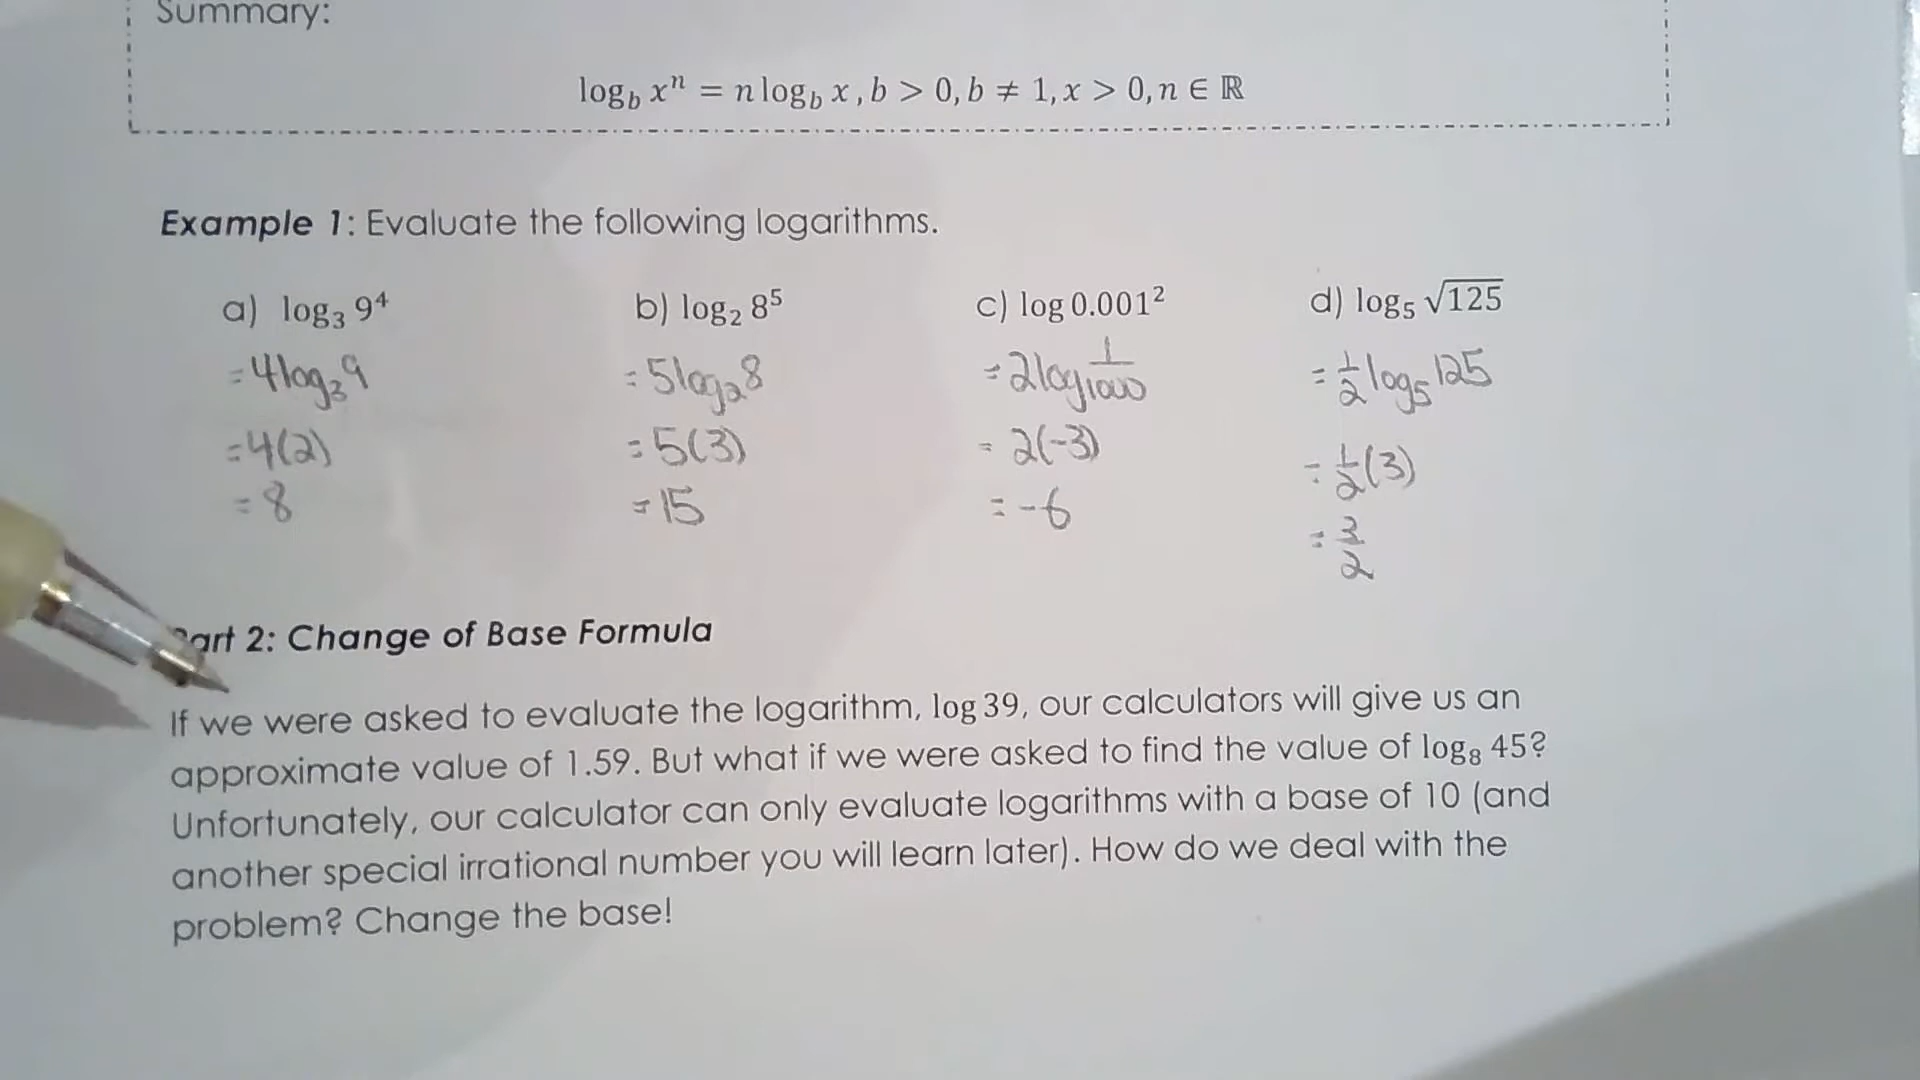 Summary:
log_b xⁿ = n log_b x , b > 0, b ≠ 1, x > 0, n ∈ ℝ
Example 1: Evaluate the following logarithms.
a) log₃ 9⁴ b) log₂ 8⁵ c) log 0.001² d) log₅ √125
= 4log₃9 = 5log₂8 = 2log 1/1000 = 1/2 log₅ 125
= 4(2) = 5(3) = 2(-3) = 1/2 (3)
= 8 = 15 = -6 = 3/2
art 2: Change of Base Formula
If we were asked to evaluate the logarithm, log 39, our calculators will give us an
approximate value of 1.59. But what if we were asked to find the value of log₈ 45?
Unfortunately, our calculator can only evaluate logarithms with a base of 10 (and
another special irrational number you will learn later). How do we deal with the
problem? Change the base!